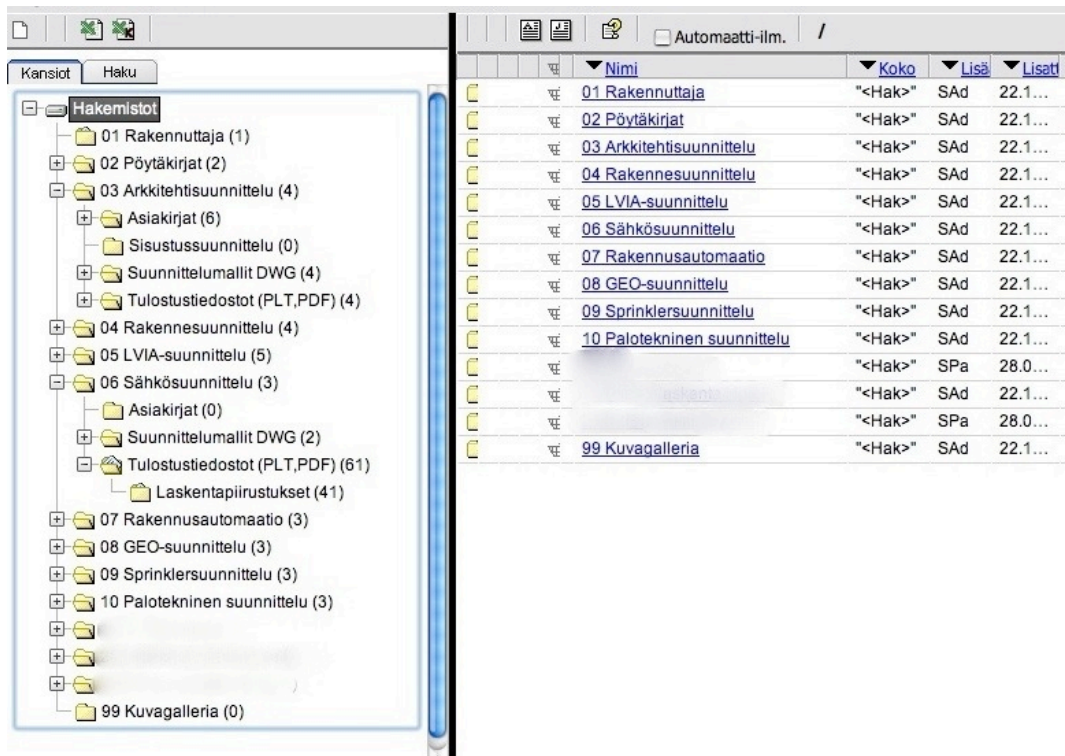 Kansiot Haku
Hakemistot
01 Rakennuttaja (1)
02 Pöytäkirjat (2)
03 Arkkitehtisuunnittelu (4)
Asiakirjat (6)
Sisustussuunnittelu (0)
Suunnittelumallit DWG (4)
Tulostustiedostot (PLT,PDF) (4)
04 Rakennesuunnittelu (4)
05 LVIA-suunnittelu (5)
06 Sähkösuunnittelu (3)
Asiakirjat (0)
Suunnittelumallit DWG (2)
Tulostustiedostot (PLT,PDF) (61)
Laskentapiirustukset (41)
07 Rakennusautomaatio (3)
08 GEO-suunnittelu (3)
09 Sprinklersuunnittelu (3)
10 Palotekninen suunnittelu (3)
99 Kuvagalleria (0)
Automaatti-ilm. /
Nimi Koko Lisä Lisatt
01 Rakennuttaja "<Hak>" SAd 22.1...
02 Pöytäkirjat "<Hak>" SAd 22.1...
03 Arkkitehtisuunnittelu "<Hak>" SAd 22.1...
04 Rakennesuunnittelu "<Hak>" SAd 22.1...
05 LVIA-suunnittelu "<Hak>" SAd 22.1...
06 Sähkösuunnittelu "<Hak>" SAd 22.1...
07 Rakennusautomaatio "<Hak>" SAd 22.1...
08 GEO-suunnittelu "<Hak>" SAd 22.1...
09 Sprinklersuunnittelu "<Hak>" SAd 22.1...
10 Palotekninen suunnittelu "<Hak>" SAd 22.1...
"<Hak>" SPa 28.0...
"<Hak>" SAd 22.1...
"<Hak>" SPa 28.0...
99 Kuvagalleria "<Hak>" SAd 22.1...